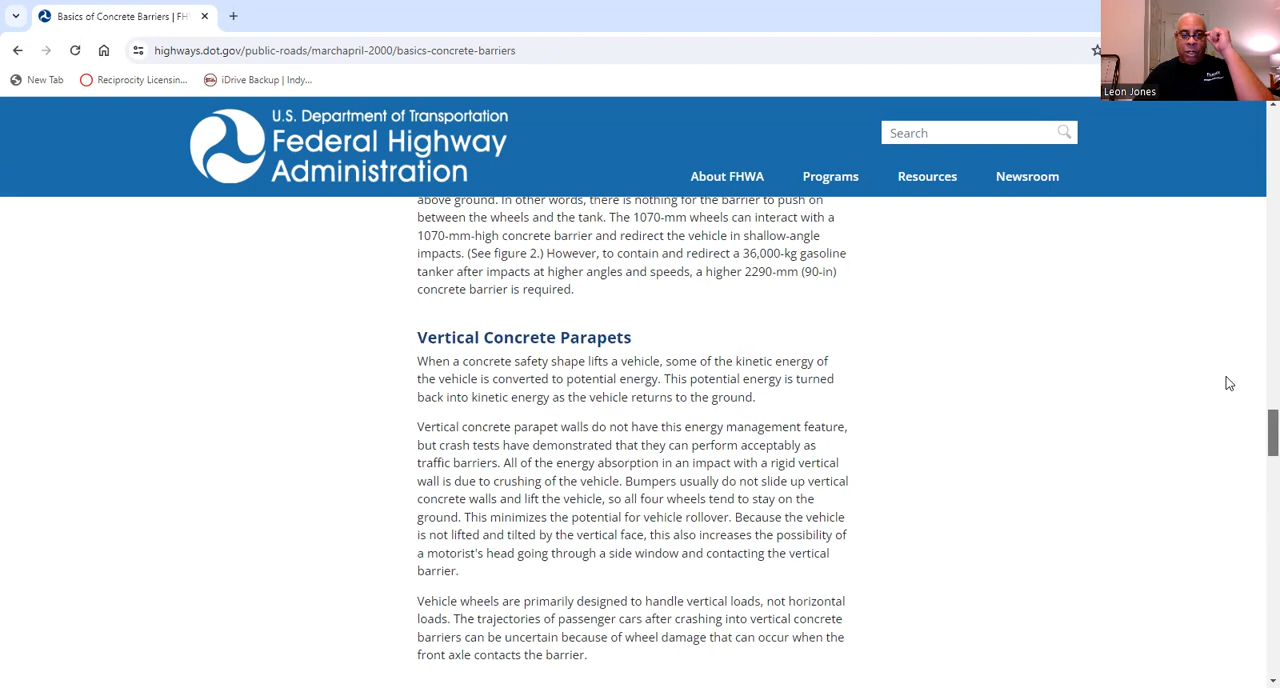 Basics of Concrete Barriers | FH
highways.dot.gov/public-roads/marchapril-2000/basics-concrete-barriers
New Tab
Reciprocity Licensin...
iDrive Backup | Indy...
Leon Jones
U.S. Department of Transportation
Federal Highway
Administration
Search
About FHWA
Programs
Resources
Newsroom
above ground. In other words, there is nothing for the barrier to push on
between the wheels and the tank. The 1070-mm wheels can interact with a
1070-mm-high concrete barrier and redirect the vehicle in shallow-angle
impacts. (See figure 2.) However, to contain and redirect a 36,000-kg gasoline
tanker after impacts at higher angles and speeds, a higher 2290-mm (90-in)
concrete barrier is required.
Vertical Concrete Parapets
When a concrete safety shape lifts a vehicle, some of the kinetic energy of
the vehicle is converted to potential energy. This potential energy is turned
back into kinetic energy as the vehicle returns to the ground.
Vertical concrete parapet walls do not have this energy management feature,
but crash tests have demonstrated that they can perform acceptably as
traffic barriers. All of the energy absorption in an impact with a rigid vertical
wall is due to crushing of the vehicle. Bumpers usually do not slide up vertical
concrete walls and lift the vehicle, so all four wheels tend to stay on the
ground. This minimizes the potential for vehicle rollover. Because the vehicle
is not lifted and tilted by the vertical face, this also increases the possibility of
a motorist's head going through a side window and contacting the vertical
barrier.
Vehicle wheels are primarily designed to handle vertical loads, not horizontal
loads. The trajectories of passenger cars after crashing into vertical concrete
barriers can be uncertain because of wheel damage that can occur when the
front axle contacts the barrier.